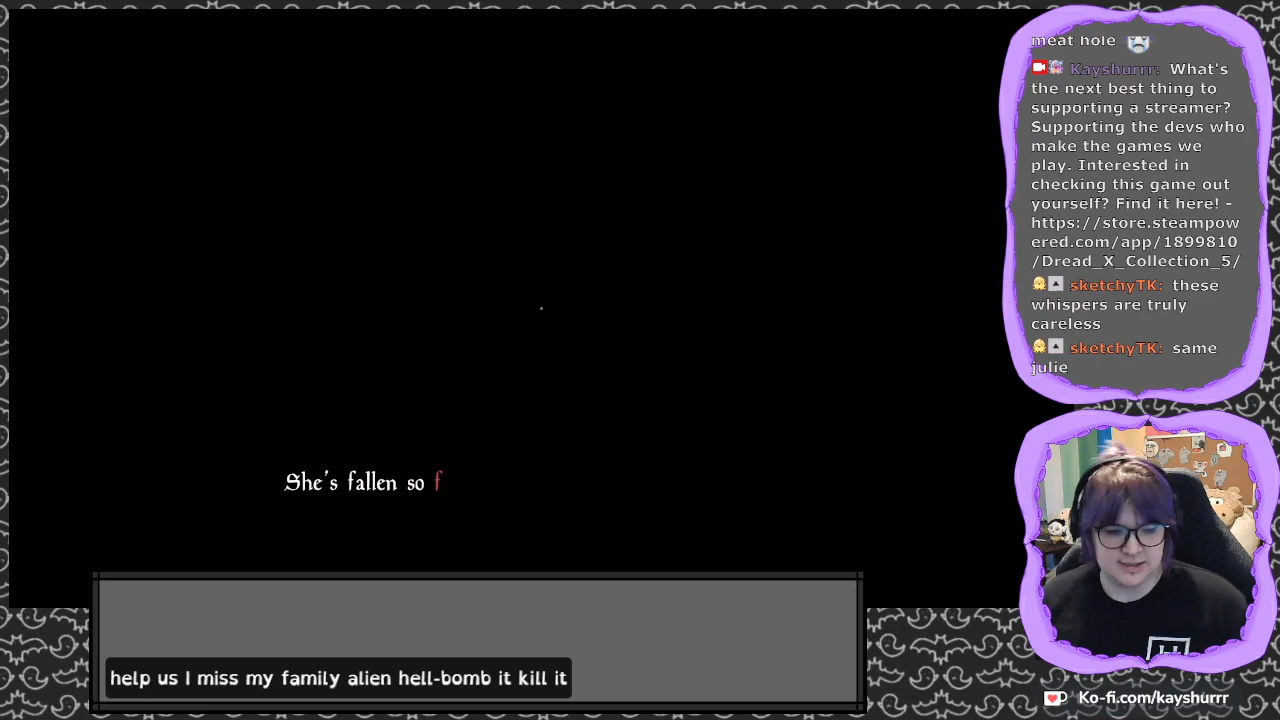 meat hole
Kayshurrr: What's
the next best thing to
supporting a streamer?
Supporting the devs who
make the games we
play. Interested in
checking this game out
yourself? Find it here! -
https://store.steampow
ered.com/app/1899810
/Dread_X_Collection_5/
sketchyTK: these
whispers are truly
careless
sketchyTK: same
julie
She's fallen so f
help us I miss my family alien hell-bomb it kill it
Ko-fi.com/kayshurrr